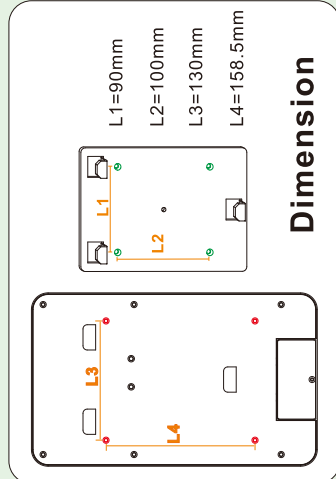 L1=90mm
L2=100mm
L3=130mm
L4=158.5mm
Dimension
L1
L2
L3
L4